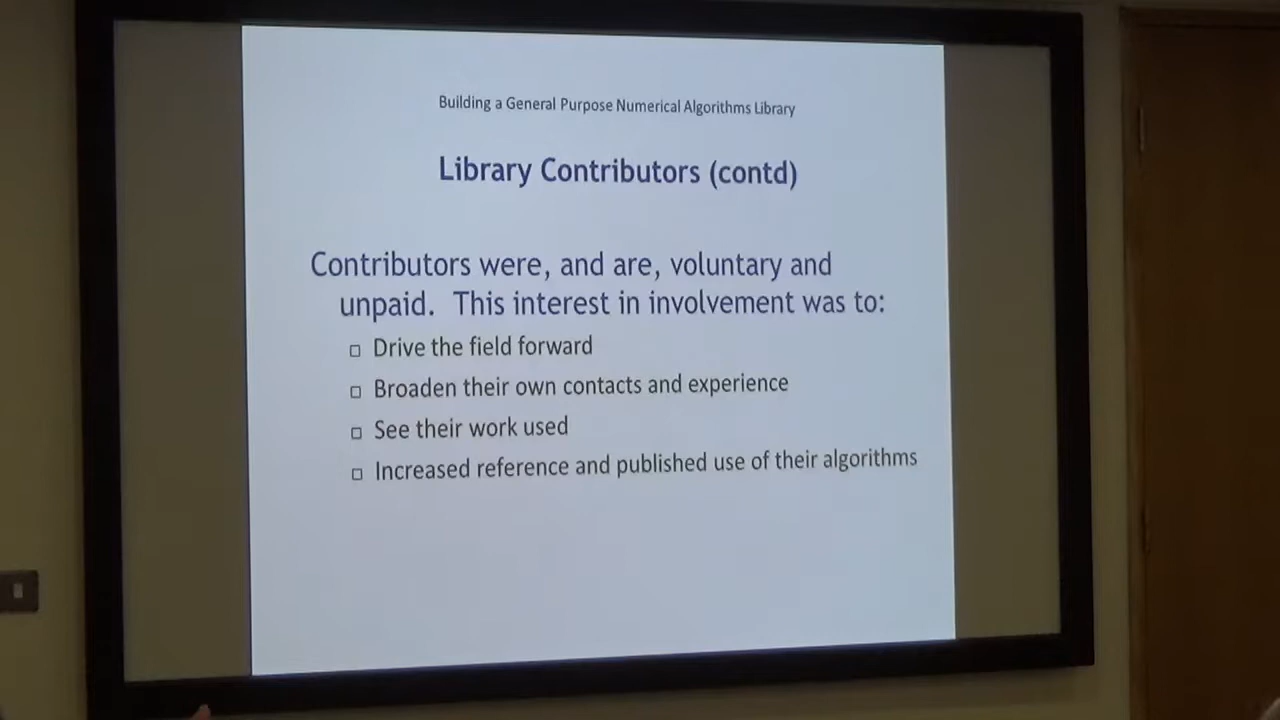 Building a General Purpose Numerical Algorithms Library
Library Contributors (contd)
Contributors were, and are, voluntary and
unpaid. This interest in involvement was to:
Drive the field forward
Broaden their own contacts and experience
See their work used
Increased reference and published use of their algorithms